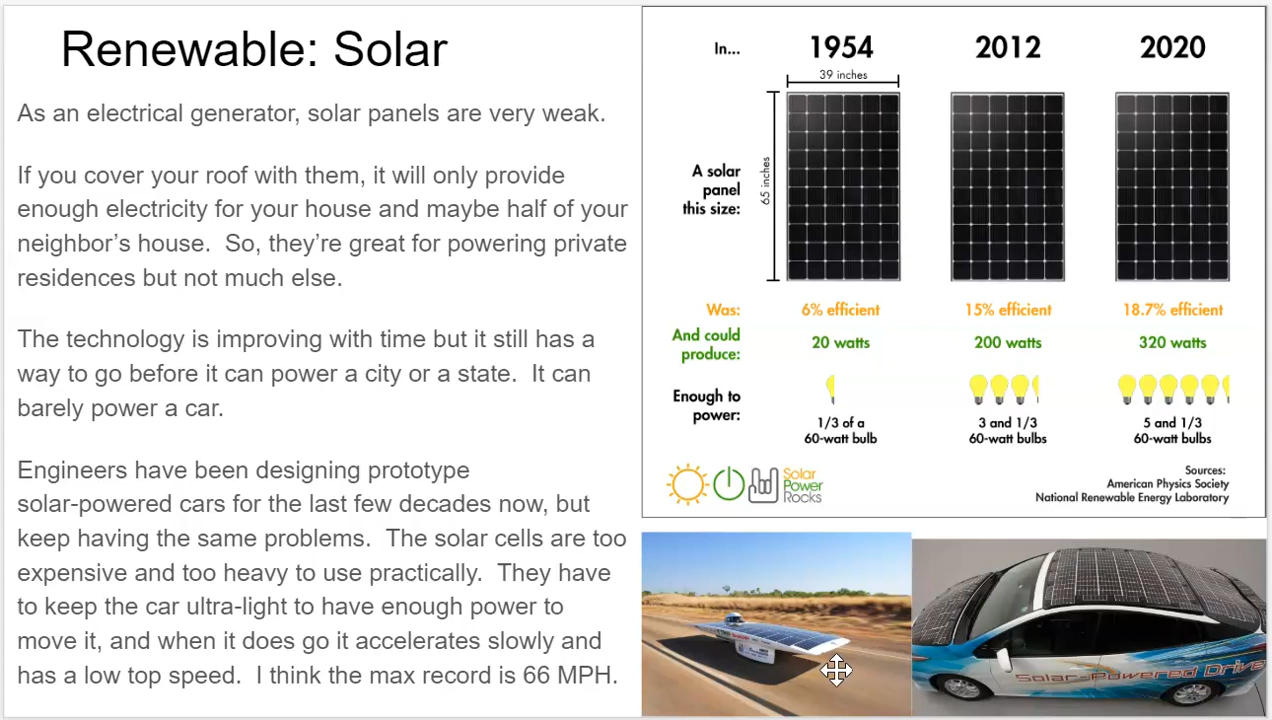 Renewable: Solar
As an electrical generator, solar panels are very weak.
If you cover your roof with them, it will only provide
enough electricity for your house and maybe half of your
neighbor's house.  So, they're great for powering private
residences but not much else.
The technology is improving with time but it still has a
way to go before it can power a city or a state.  It can
barely power a car.
Engineers have been designing prototype
solar-powered cars for the last few decades now, but
keep having the same problems.  The solar cells are too
expensive and too heavy to use practically.  They have
to keep the car ultra-light to have enough power to
move it, and when it does go it accelerates slowly and
has a low top speed.  I think the max record is 66 MPH.
In... 1954 2012 2020
39 inches
65 inches
A solar
panel
this size:
Was: 6% efficient 15% efficient 18.7% efficient
And could
produce: 20 watts 200 watts 320 watts
Enough to
power:
1/3 of a
60-watt bulb
3 and 1/3
60-watt bulbs
5 and 1/3
60-watt bulbs
Solar
Power
Rocks
Sources:
American Physics Society
National Renewable Energy Laboratory
Solar-Powered Drive